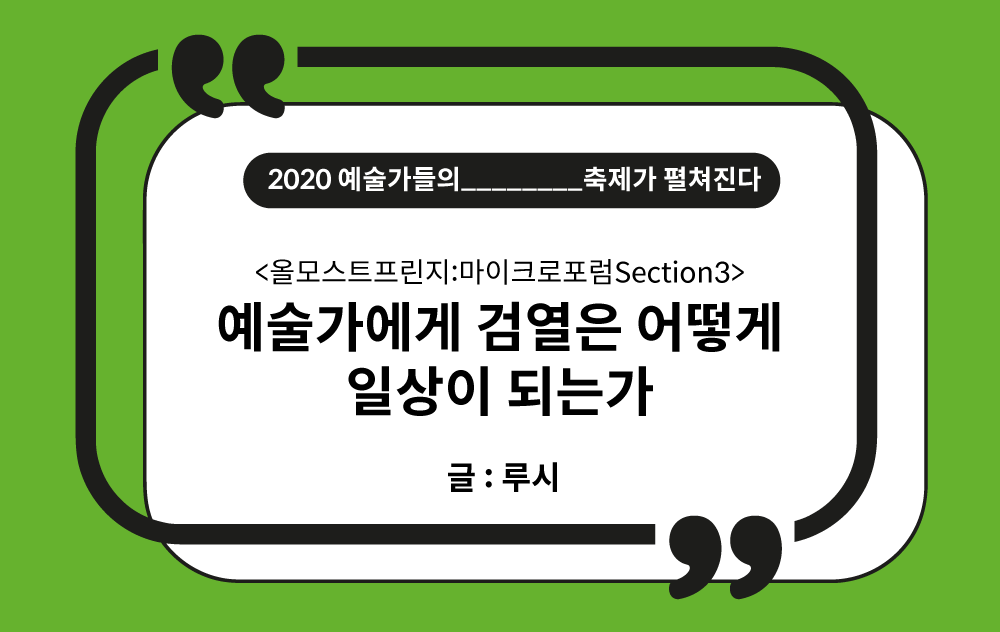 2020 예술가들의________축제가 펼쳐진다
<올모스트프린지:마이크로포럼Section3>
예술가에게 검열은 어떻게
일상이 되는가
글 : 루시